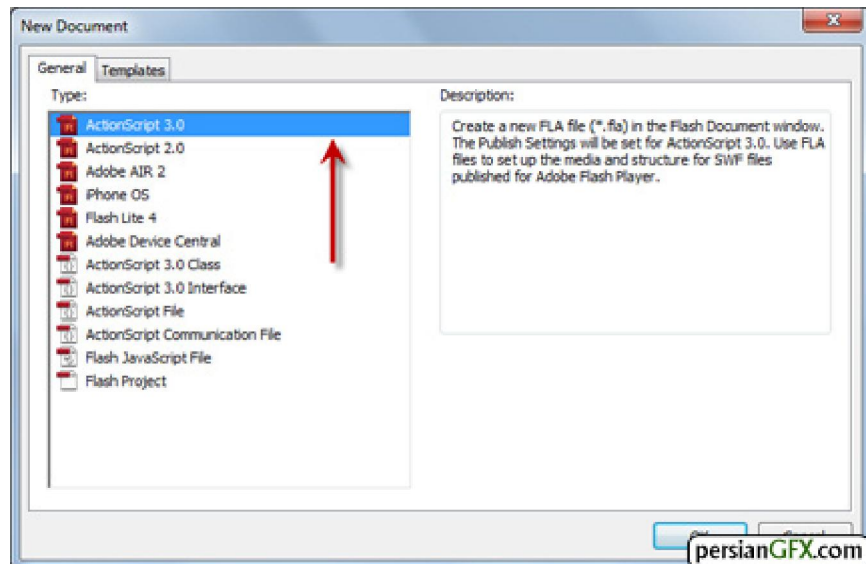 New Document
General
Templates
Type:
ActionScript 3.0
ActionScript 2.0
Adobe AIR 2
iPhone OS
Flash Lite 4
Adobe Device Central
ActionScript 3.0 Class
ActionScript 3.0 Interface
ActionScript File
ActionScript Communication File
Flash JavaScript File
Flash Project
Description:
Create a new FLA file (*.fla) in the Flash Document window.
The Publish Settings will be set for ActionScript 3.0. Use FLA
files to set up the media and structure for SWF files
published for Adobe Flash Player.
persianGFX.com